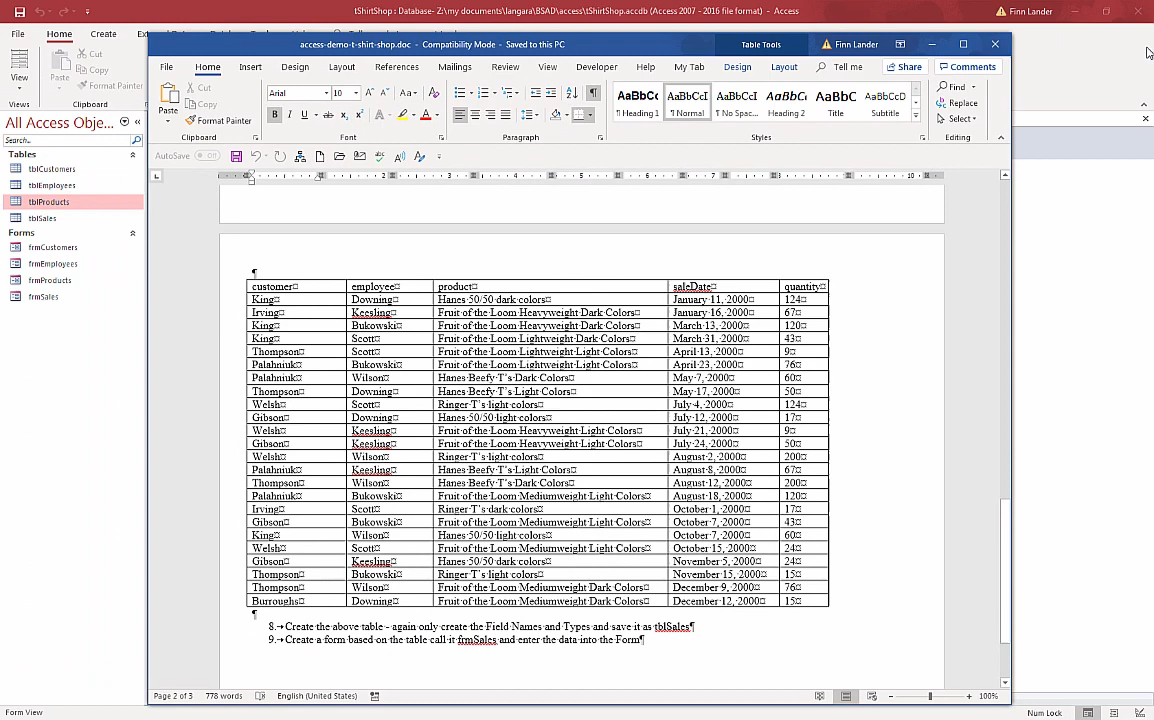 tShirtShop : Database- Z:\my documents\langara\BSAD\access\tShirtShop.accdb (Access 2007 - 2016 file format) - Access
Finn Lander
File
Home
Create
View
Views
Paste
Cut
Copy
Format Painter
Clipboard
All Access Obje...
Search...
Tables
tblCustomers
tblEmployees
tblProducts
tblSales
Forms
frmCustomers
frmEmployees
frmProducts
frmSales
access-demo-t-shirt-shop.doc - Compatibility Mode - Saved to this PC
Table Tools
Finn Lander
File Home Insert Design Layout References Mailings Review View Developer Help My Tab Design Layout Tell me Share Comments
Paste
Cut
Copy
Format Painter
Clipboard
Arial 10
Font
Paragraph
AaBbCc AaBbCcI AaBbCcI AaBbCc AaBbC AaBbCcD
Heading 1 ¶ Normal ¶ No Spac... Heading 2 Title Subtitle
Styles
Find
Replace
Select
Editing
AutoSave Off
2 3 4 5 6 7 8 10
¶
customer¤ employee¤ product¤ saleDate¤ quantity¤
King¤ Downing¤ Hanes·50/50·dark·colors¤ January·11,·2000¤ 124¤
Irving¤ Keesling¤ Fruit·of·the·Loom·Heavyweight·Dark·Colors¤ January·16,·2000¤ 67¤
King¤ Bukowski¤ Fruit·of·the·Loom·Heavyweight·Dark·Colors¤ March·13,·2000¤ 120¤
King¤ Scott¤ Fruit·of·the·Loom·Lightweight·Dark·Colors¤ March·31,·2000¤ 43¤
Thompson¤ Scott¤ Fruit·of·the·Loom·Lightweight·Light·Colors¤ April·13,·2000¤ 9¤
Palahniuk¤ Bukowski¤ Fruit·of·the·Loom·Lightweight·Light·Colors¤ April·23,·2000¤ 76¤
Palahniuk¤ Wilson¤ Hanes·Beefy·T's·Dark·Colors¤ May·7,·2000¤ 60¤
Thompson¤ Downing¤ Hanes·Beefy·T's·Light·Colors¤ May·17,·2000¤ 50¤
Welsh¤ Scott¤ Ringer·T's·light·colors¤ July·4,·2000¤ 124¤
Gibson¤ Downing¤ Hanes·50/50·light·colors¤ July·12,·2000¤ 17¤
Welsh¤ Keesling¤ Fruit·of·the·Loom·Heavyweight·Light·Colors¤ July·21,·2000¤ 9¤
Gibson¤ Keesling¤ Fruit·of·the·Loom·Heavyweight·Light·Colors¤ July·24,·2000¤ 50¤
Welsh¤ Wilson¤ Ringer·T's·light·colors¤ August·2,·2000¤ 200¤
Palahniuk¤ Keesling¤ Hanes·Beefy·T's·Light·Colors¤ August·8,·2000¤ 67¤
Thompson¤ Wilson¤ Hanes·Beefy·T's·Dark·Colors¤ August·12,·2000¤ 200¤
Palahniuk¤ Bukowski¤ Fruit·of·the·Loom·Mediumweight·Light·Colors¤ August·18,·2000¤ 120¤
Irving¤ Scott¤ Ringer·T's·dark·colors¤ October·1,·2000¤ 17¤
Gibson¤ Bukowski¤ Fruit·of·the·Loom·Mediumweight·Light·Colors¤ October·7,·2000¤ 43¤
King¤ Wilson¤ Hanes·50/50·light·colors¤ October·7,·2000¤ 60¤
Welsh¤ Scott¤ Fruit·of·the·Loom·Mediumweight·Light·Colors¤ October·15,·2000¤ 24¤
Gibson¤ Keesling¤ Hanes·50/50·dark·colors¤ November·5,·2000¤ 24¤
Thompson¤ Bukowski¤ Ringer·T's·light·colors¤ November·15,·2000¤ 15¤
Thompson¤ Wilson¤ Fruit·of·the·Loom·Mediumweight·Dark·Colors¤ December·9,·2000¤ 76¤
Burroughs¤ Downing¤ Fruit·of·the·Loom·Mediumweight·Dark·Colors¤ December·12,·2000¤ 15¤
¶
8.→Create·the·above·table·-·again·only·create·the·Field·Names·and·Types·and·save·it·as·tblSales¶
9.→Create·a·form·based·on·the·table·call·it·frmSales·and·enter·the·data·into·the·Form¶
Page 2 of 3 778 words English (United States) 100%
Form View
Num Lock